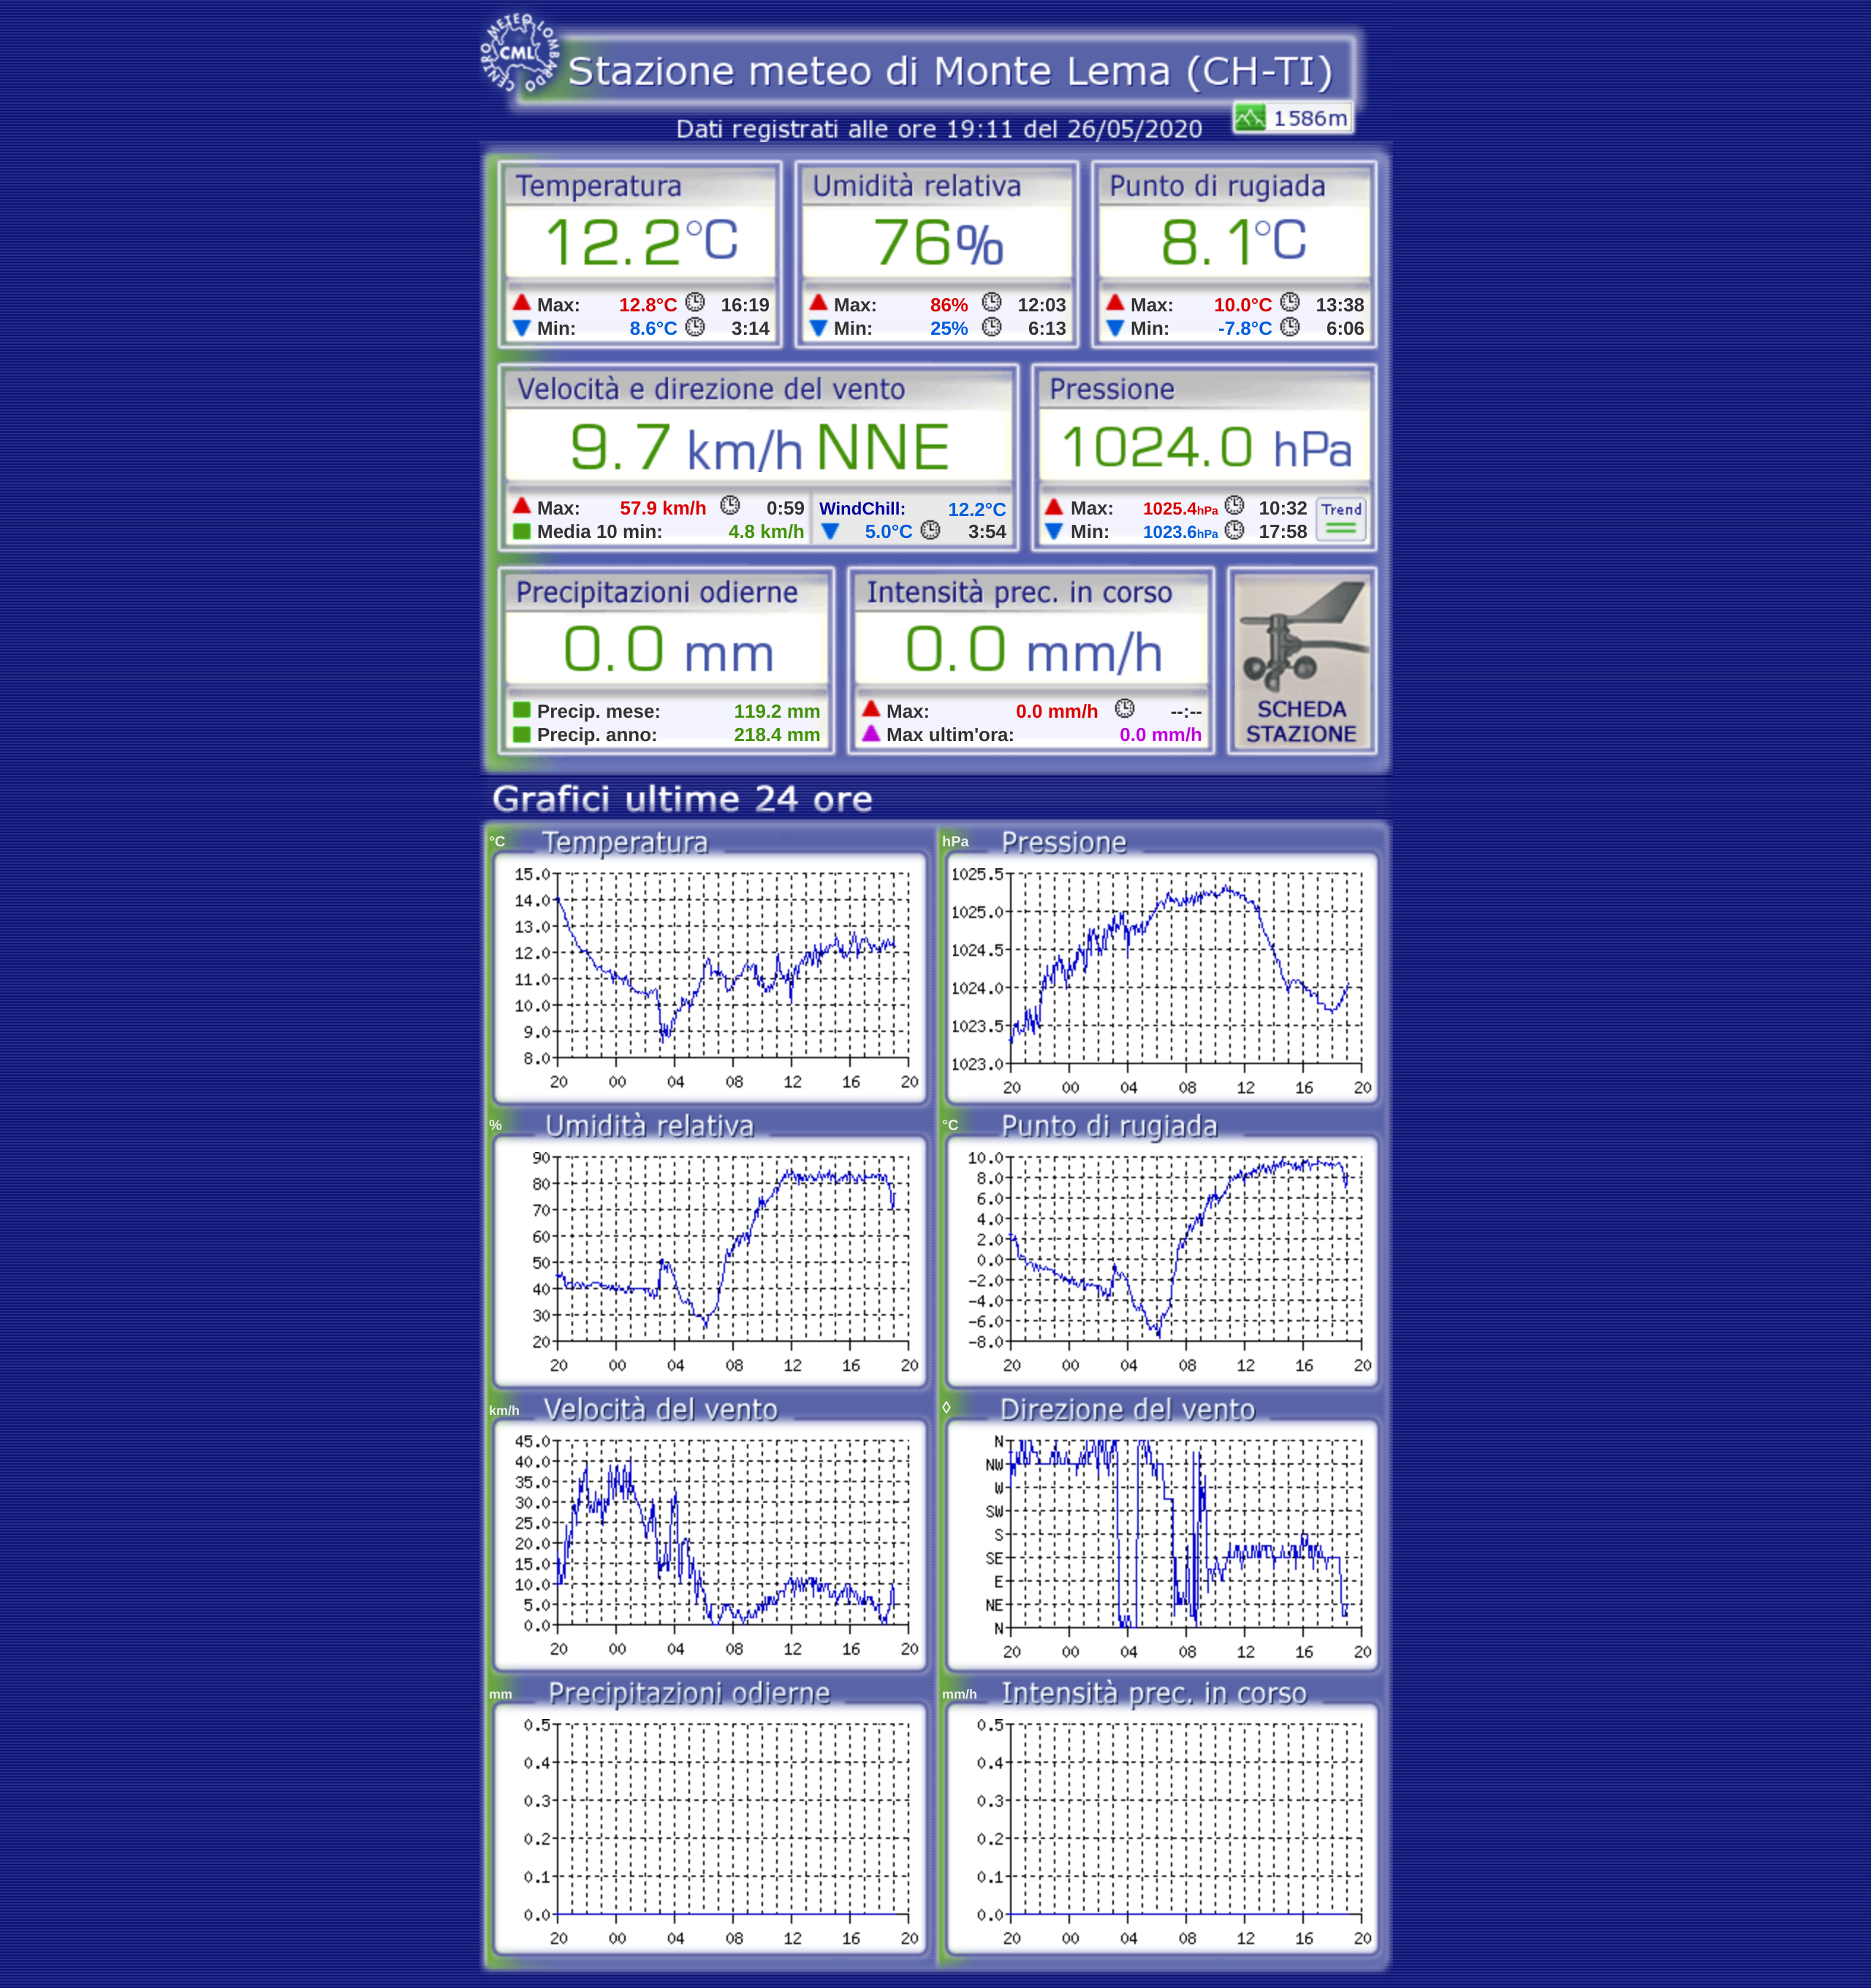 CENTRO METEO LOMBARDO
CML
Stazione meteo di Monte Lema (CH-TI)
1586m
Dati registrati alle ore 19:11 del 26/05/2020
Temperatura
12.2°C
Max: 12.8°C 16:19
Min: 8.6°C 3:14
Umidità relativa
76%
Max: 86% 12:03
Min: 25% 6:13
Punto di rugiada
8.1°C
Max: 10.0°C 13:38
Min: -7.8°C 6:06
Velocità e direzione del vento
9.7 km/h NNE
Max: 57.9 km/h 0:59
Media 10 min: 4.8 km/h
WindChill: 12.2°C
5.0°C 3:54
Pressione
1024.0 hPa
Max: 1025.4hPa 10:32
Min: 1023.6hPa 17:58
Trend
Precipitazioni odierne
0.0 mm
Precip. mese: 119.2 mm
Precip. anno: 218.4 mm
Intensità prec. in corso
0.0 mm/h
Max: 0.0 mm/h --:--
Max ultim'ora: 0.0 mm/h
SCHEDA
STAZIONE
Grafici ultime 24 ore
°C Temperatura
15.0
14.0
13.0
12.0
11.0
10.0
9.0
8.0
20 00 04 08 12 16 20
hPa Pressione
1025.5
1025.0
1024.5
1024.0
1023.5
1023.0
20 00 04 08 12 16 20
% Umidità relativa
90
80
70
60
50
40
30
20
20 00 04 08 12 16 20
°C Punto di rugiada
10.0
8.0
6.0
4.0
2.0
0.0
-2.0
-4.0
-6.0
-8.0
20 00 04 08 12 16 20
km/h Velocità del vento
45.0
40.0
35.0
30.0
25.0
20.0
15.0
10.0
5.0
0.0
20 00 04 08 12 16 20
◊ Direzione del vento
N
NW
W
SW
S
SE
E
NE
N
20 00 04 08 12 16 20
mm Precipitazioni odierne
0.5
0.4
0.3
0.2
0.1
0.0
20 00 04 08 12 16 20
mm/h Intensità prec. in corso
0.5
0.4
0.3
0.2
0.1
0.0
20 00 04 08 12 16 20